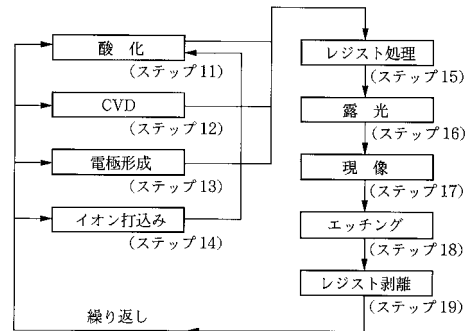 酸化
(ステップ11)
CVD
(ステップ12)
電極形成
(ステップ13)
イオン打込み
(ステップ14)
レジスト処理
(ステップ15)
露光
(ステップ16)
現像
(ステップ17)
エッチング
(ステップ18)
レジスト剥離
(ステップ19)
繰り返し